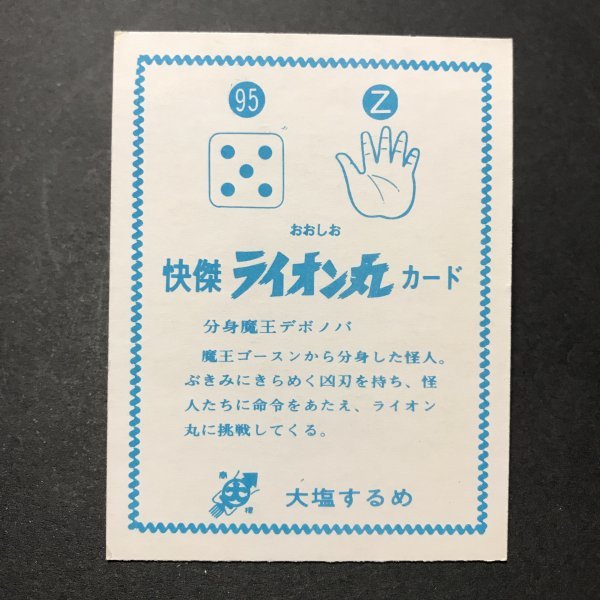 95 Z
おおしお
快傑 ライオン丸 カード
分身魔王デボノバ
魔王ゴースンから分身した怪人。
ぶきみにきらめく凶刃を持ち、怪
人たちに命令をあたえ、ライオン
丸に挑戦してくる。
大塩するめ